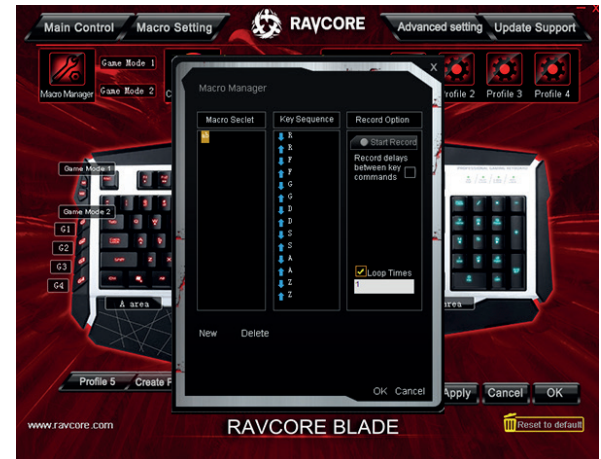 Main Control
Macro Setting
RAVCORE
Advanced setting
Update Support
X
Macro Manager
Game Mode 1
Game Mode 2
Profile 2
Profile 3
Profile 4
X
Macro Manager
Macro Seclet
Key Sequence
Record Option
R
R
F
F
G
G
D
D
S
S
A
A
Z
Z
Start Record
Record delays
between key
commands
Loop Times
1
New
Delete
OK
Cancel
Game Mode 1
Game Mode 2
G1
G2
G3
G4
A area
Profile 5
Apply
Cancel
OK
www.ravcore.com
RAVCORE BLADE
Reset to default